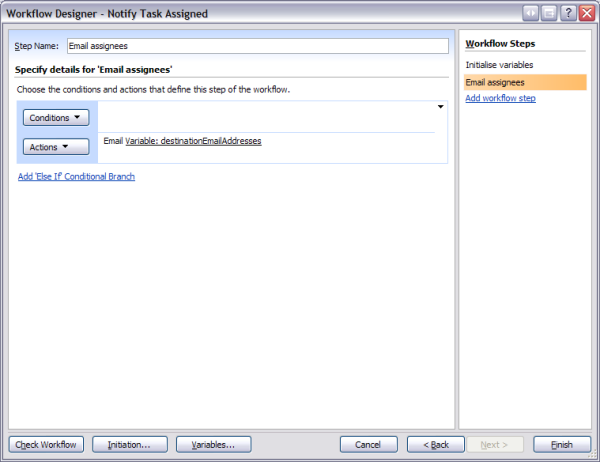 Workflow Designer - Notify Task Assigned
?
Step Name: Email assignees
Specify details for 'Email assignees'
Choose the conditions and actions that define this step of the workflow.
Conditions
Actions
Email Variable: destinationEmailAddresses
Add 'Else If' Conditional Branch
Workflow Steps
Initialise variables
Email assignees
Add workflow step
Check Workflow Initiation... Variables... Cancel < Back Next > Finish